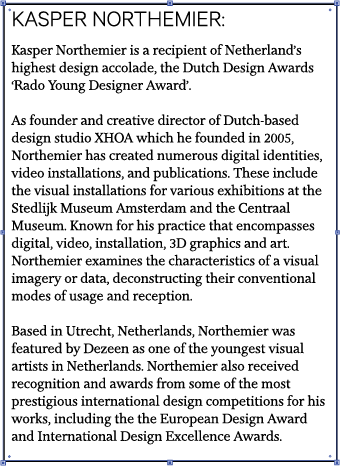 KASPER NORTHEMIER:
Kasper Northemier is a recipient of Netherland's
highest design accolade, the Dutch Design Awards
‘Rado Young Designer Award’.
As founder and creative director of Dutch-based
design studio XHOA which he founded in 2005,
Northemier has created numerous digital identities,
video installations, and publications. These include
the visual installations for various exhibitions at the
Stedlijk Museum Amsterdam and the Centraal
Museum. Known for his practice that encompasses
digital, video, installation, 3D graphics and art.
Northemier examines the characteristics of a visual
imagery or data, deconstructing their conventional
modes of usage and reception.
Based in Utrecht, Netherlands, Northemier was
featured by Dezeen as one of the youngest visual
artists in Netherlands. Northemier also received
recognition and awards from some of the most
prestigious international design competitions for his
works, including the the European Design Award
and International Design Excellence Awards.